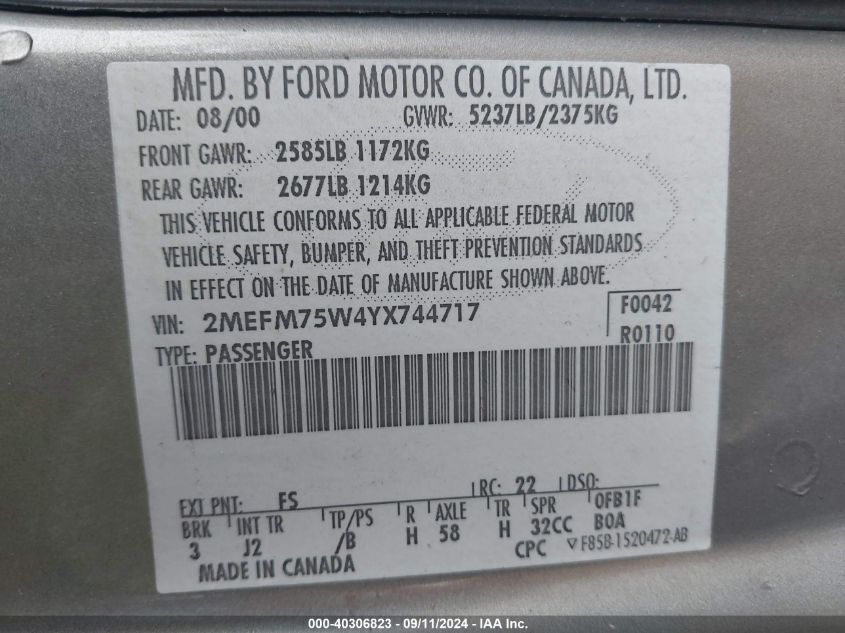 MFD. BY FORD MOTOR CO. OF CANADA, LTD.
DATE: 08/00 GVWR: 5237LB/2375KG
FRONT GAWR: 2585LB 1172KG
REAR GAWR: 2677LB 1214KG
THIS VEHICLE CONFORMS TO ALL APPLICABLE FEDERAL MOTOR
VEHICLE SAFETY, BUMPER, AND THEFT PREVENTION STANDARDS
IN EFFECT ON THE DATE OF MANUFACTURE SHOWN ABOVE.
VIN: 2MEFM75W4YX744717 F0042
TYPE: PASSENGER R0110
EXT PNT: FS RC: 22 DSO:
BRK INT TR TP/PS R AXLE TR SPR OFB1F
3 J2 /B H 58 H 32CC BOA
MADE IN CANADA CPC ▽ F85B-1520472-AB
000-40306823 - 09/11/2024 - IAAI Inc.